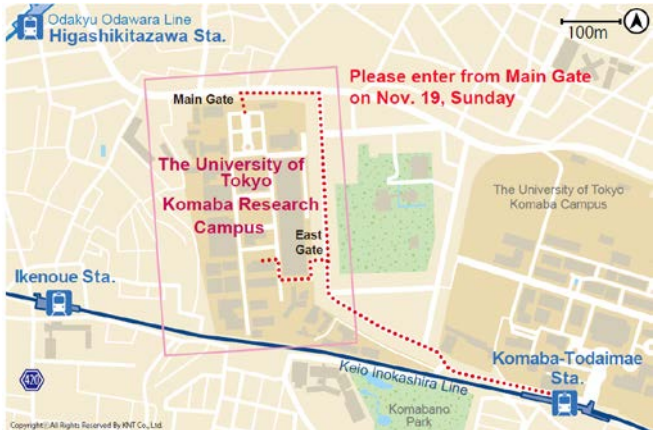 Odakyu Odawara Line
Higashikitazawa Sta.
100m
Please enter from Main Gate
on Nov. 19, Sunday
Main Gate
The University of
Tokyo
Komaba Research
Campus
The University of Tokyo
Komaba Campus
East
Gate
Ikenoue Sta.
Keio Inokashira Line
Komaba-Todaimae
Sta.
420
Komabano
Park
Copyright©All Rights Reserved By KNT Co., Ltd.